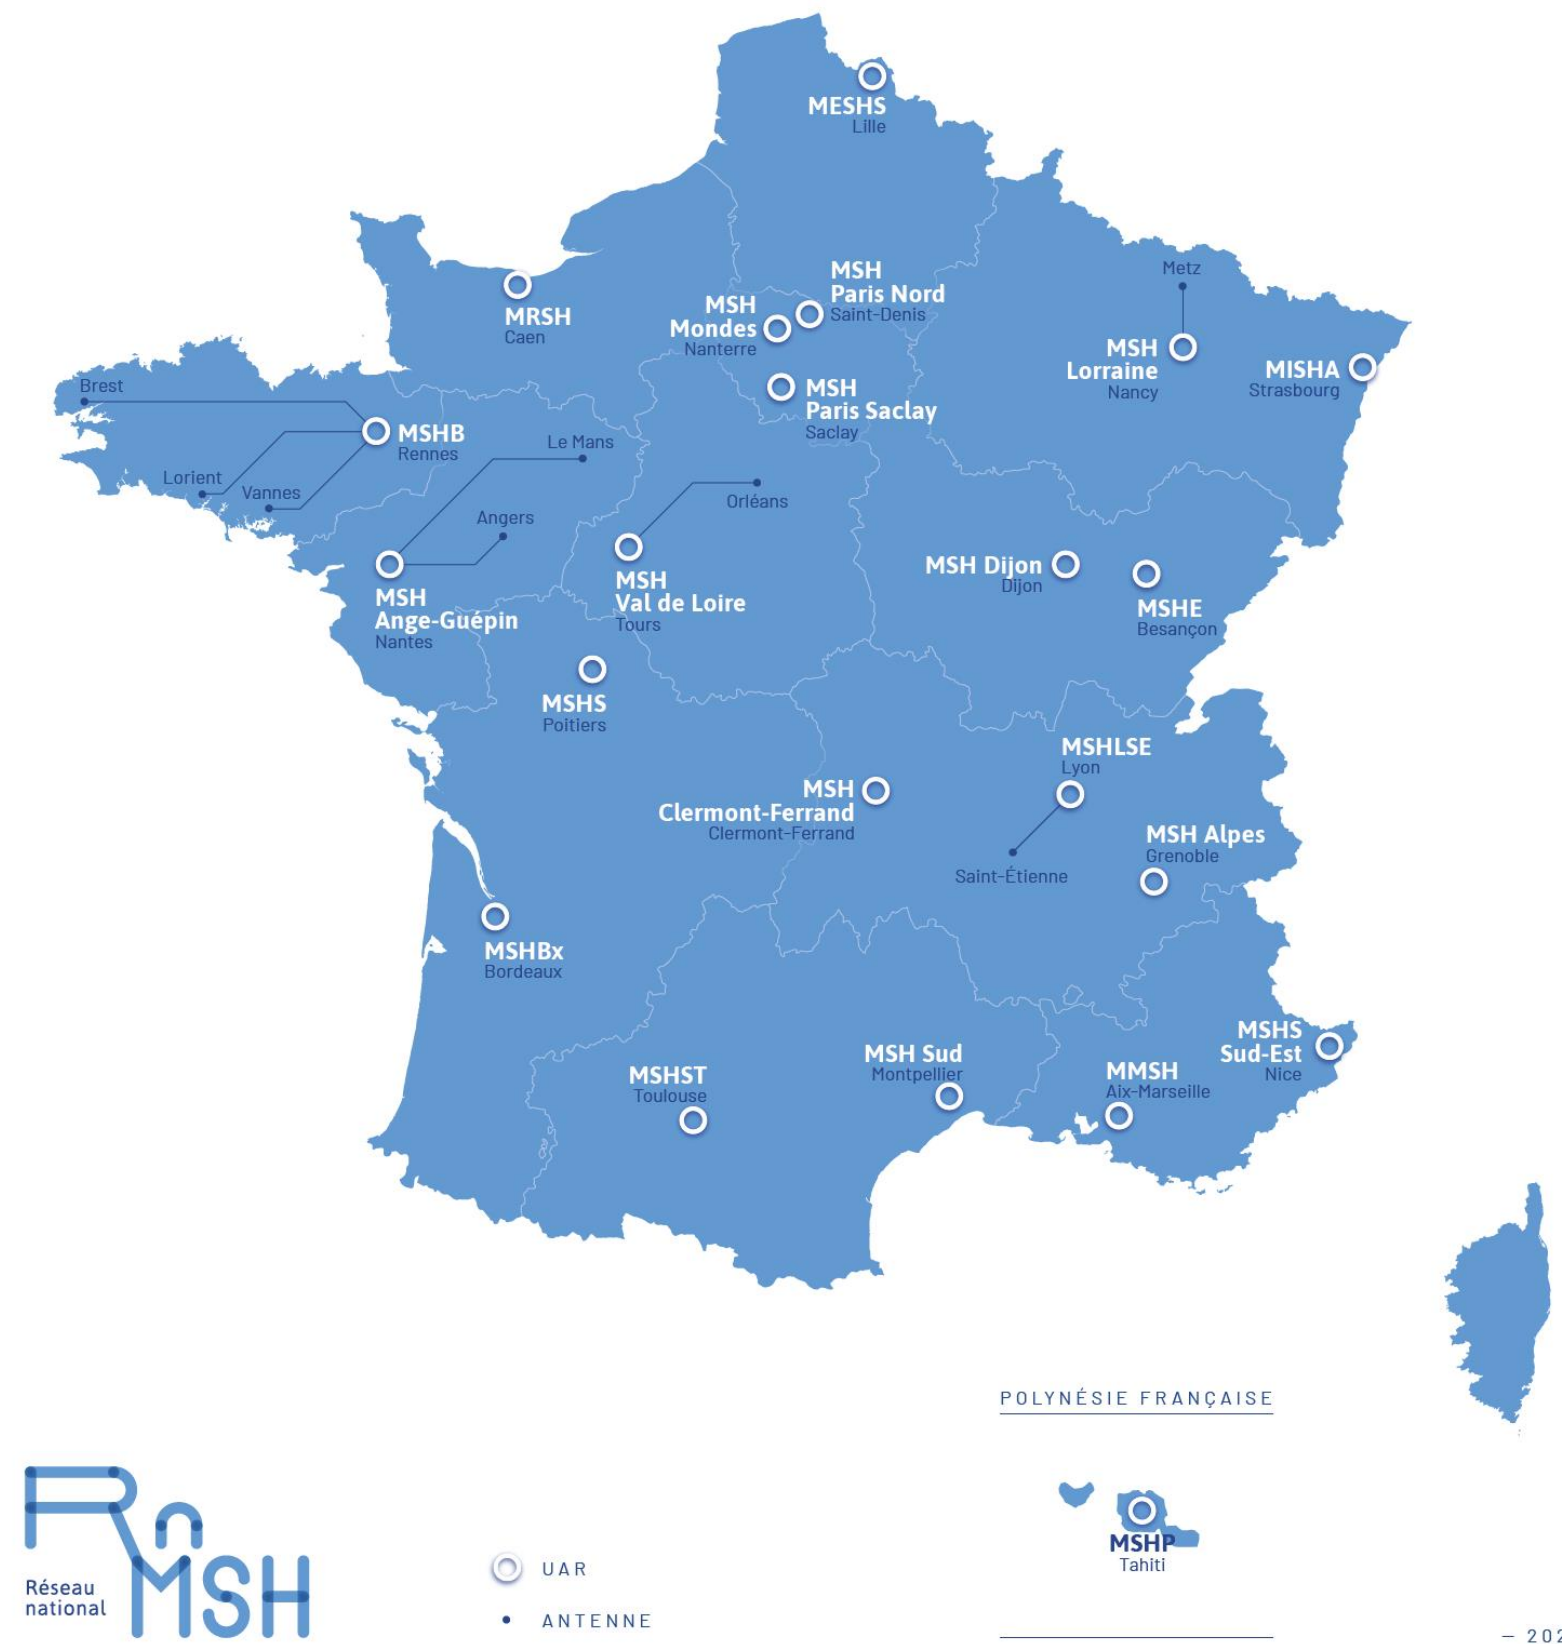 MESHS
Lille
MSH
Paris Nord
Saint-Denis
MSH
Mondes
Nanterre
MRSH
Caen
Metz
MSH
Lorraine
Nancy
MISHA
Strasbourg
MSH
Paris Saclay
Saclay
Brest
MSHB
Rennes
Le Mans
Lorient
Vannes
Orléans
Angers
MSH
Ange-Guépin
Nantes
MSH
Val de Loire
Tours
MSH Dijon
Dijon
MSHE
Besançon
MSHS
Poitiers
MSHLSE
Lyon
MSH
Clermont-Ferrand
Clermont-Ferrand
Saint-Étienne
MSH Alpes
Grenoble
MSHBx
Bordeaux
MSHS
Sud-Est
Nice
MSH Sud
Montpellier
MSHST
Toulouse
MMSH
Aix-Marseille
POLYNÉSIE FRANÇAISE
MSHP
Tahiti
Rn
MSH
Réseau
national
UAR
ANTENNE